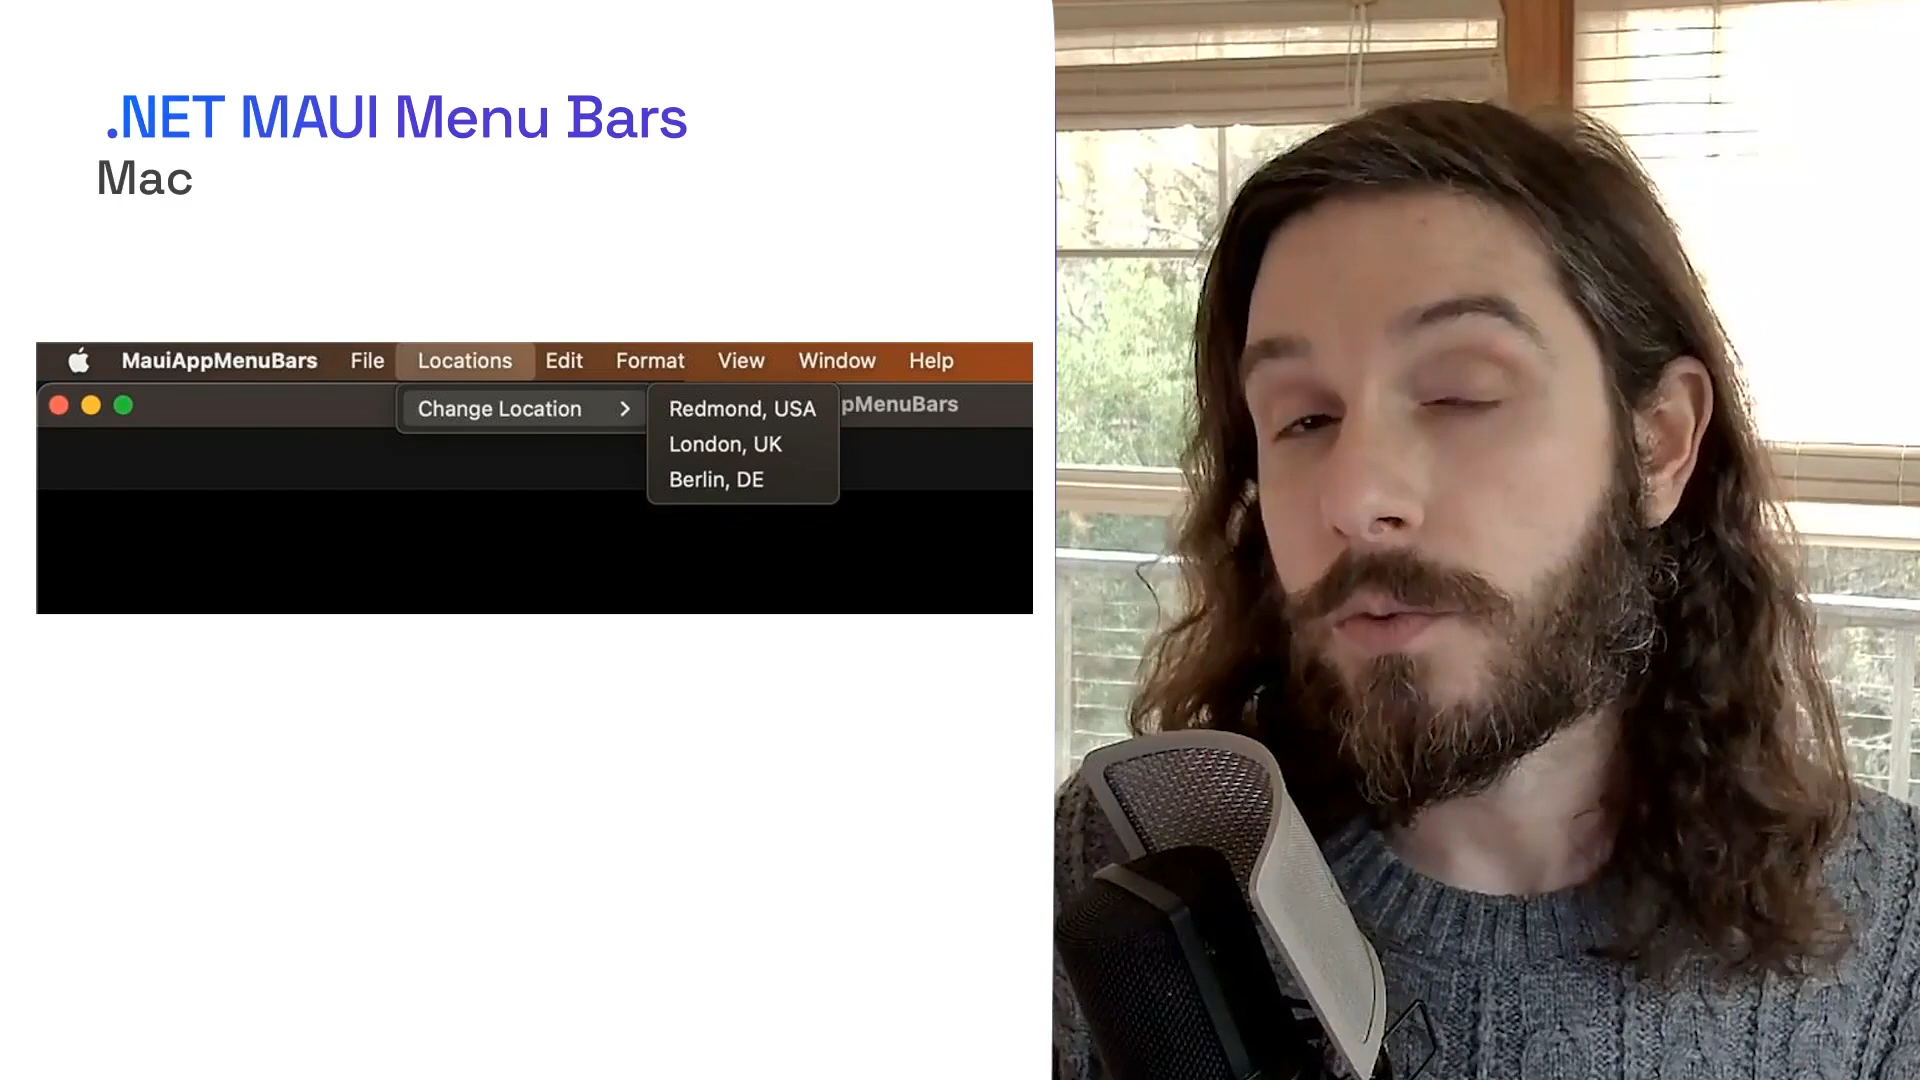 .NET MAUI Menu Bars
Mac
MauiAppMenuBars File Locations Edit Format View Window Help
Change Location > Redmond, USA pMenuBars
London, UK
Berlin, DE